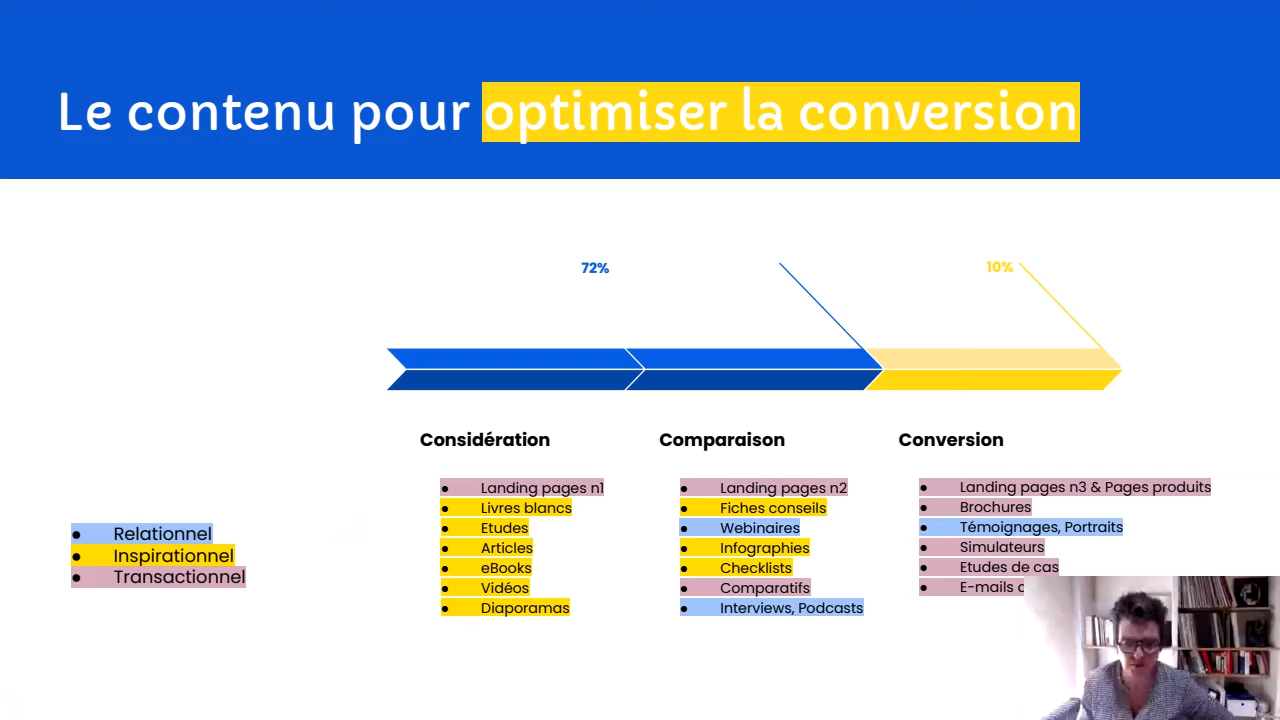 Le contenu pour optimiser la conversion
72%
10%
Considération
Comparaison
Conversion
● Relationnel
● Inspirationnel
● Transactionnel
● Landing pages n1
● Livres blancs
● Etudes
● Articles
● eBooks
● Vidéos
● Diaporamas
● Landing pages n2
● Fiches conseils
● Webinaires
● Infographies
● Checklists
● Comparatifs
● Interviews, Podcasts
● Landing pages n3 & Pages produits
● Brochures
● Témoignages, Portraits
● Simulateurs
● Etudes de cas
● E-mails